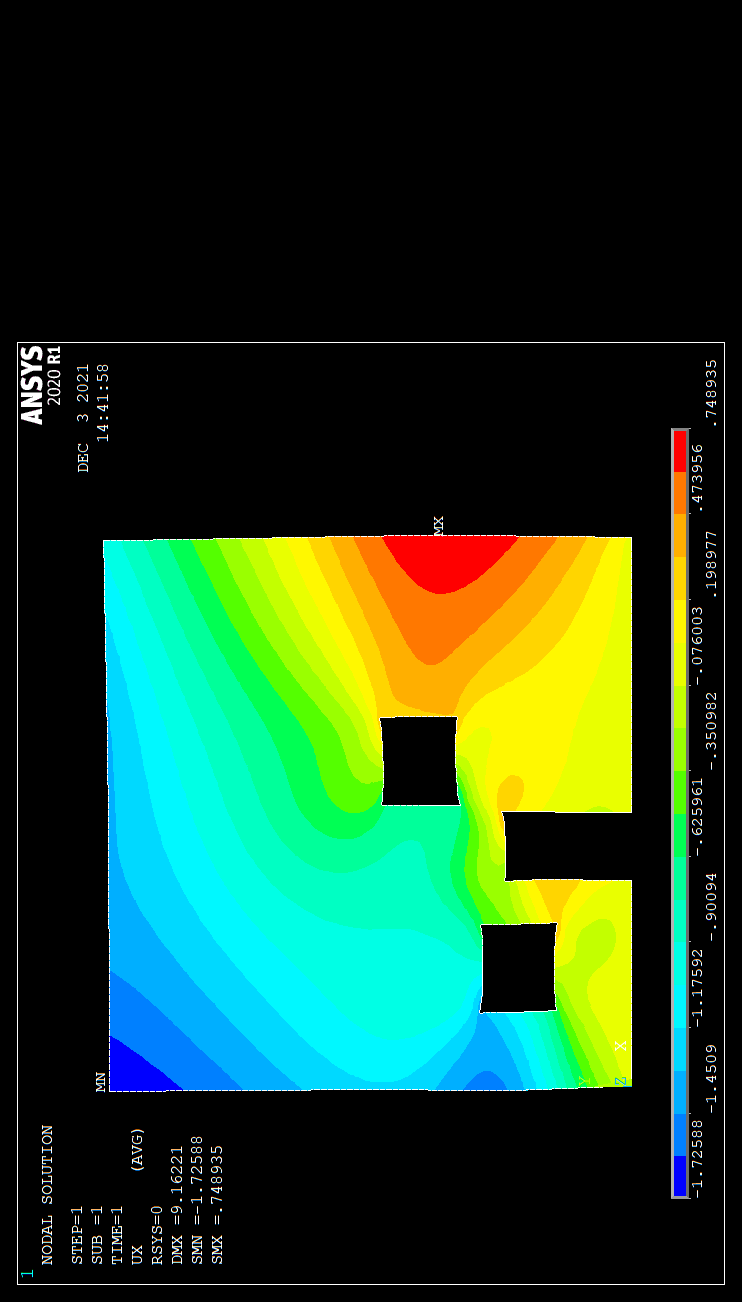 1
NODAL SOLUTION
STEP=1
SUB =1
TIME=1
UX (AVG)
RSYS=0
DMX =9.16221
SMN =-1.72588
SMX =.748935
ANSYS
2020 R1
DEC 3 2021
14:41:58
MN
MX
Y
Z X
-1.72588 -1.17592 -.625961 -.076003 .473956
-1.4509 -.90094 -.350982 .198977 .748935